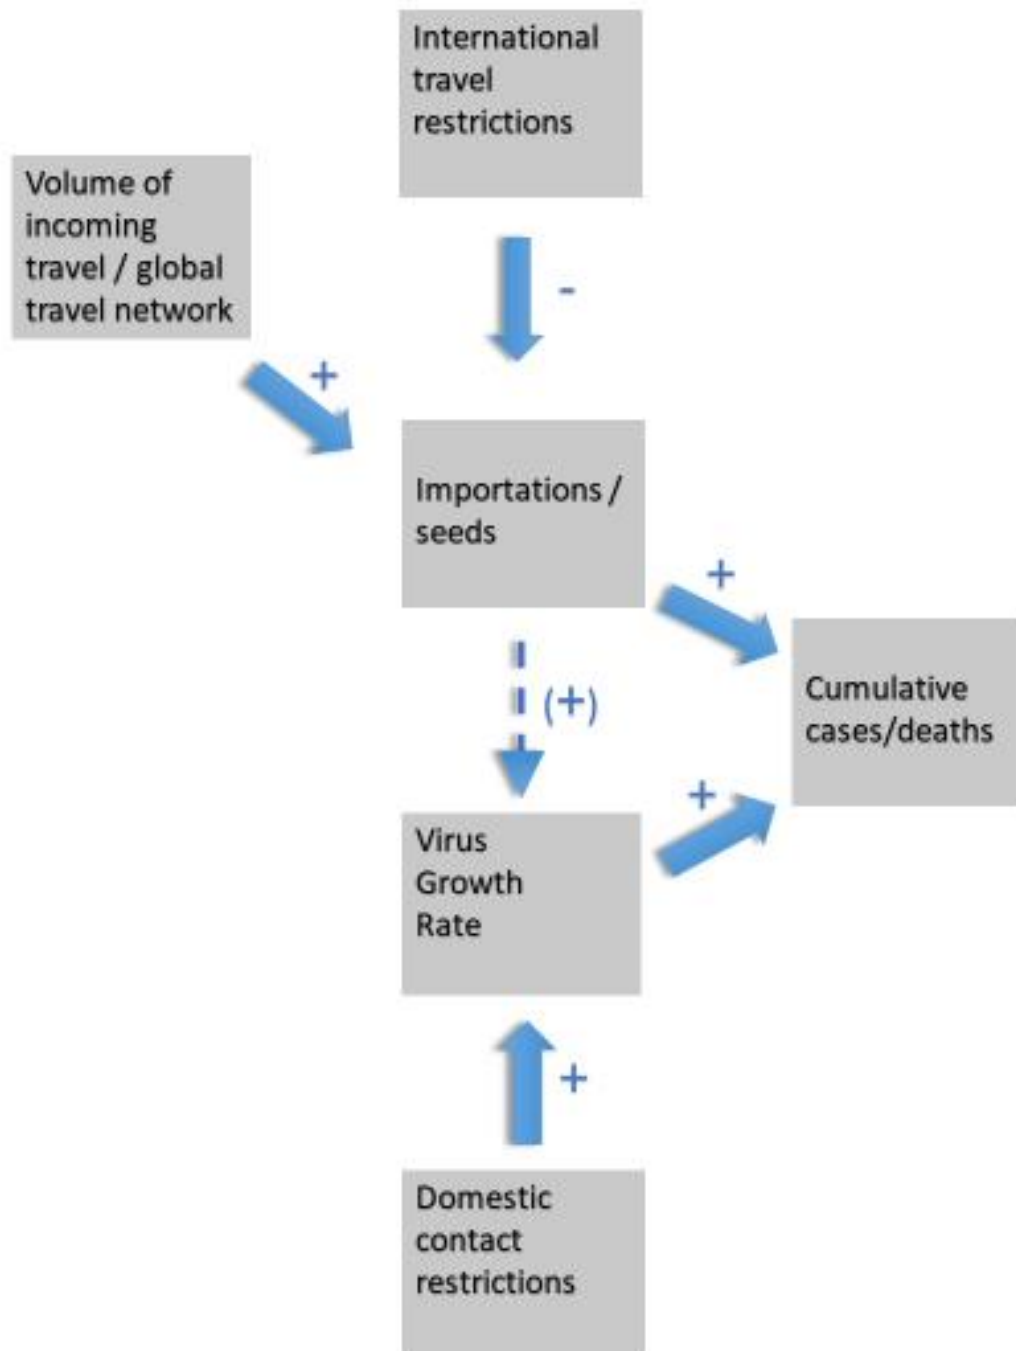 International
travel
restrictions
-
Volume of
incoming
travel / global
travel network
+
Importations /
seeds
+
(+)
Cumulative
cases/deaths
+
Virus
Growth
Rate
+
Domestic
contact
restrictions